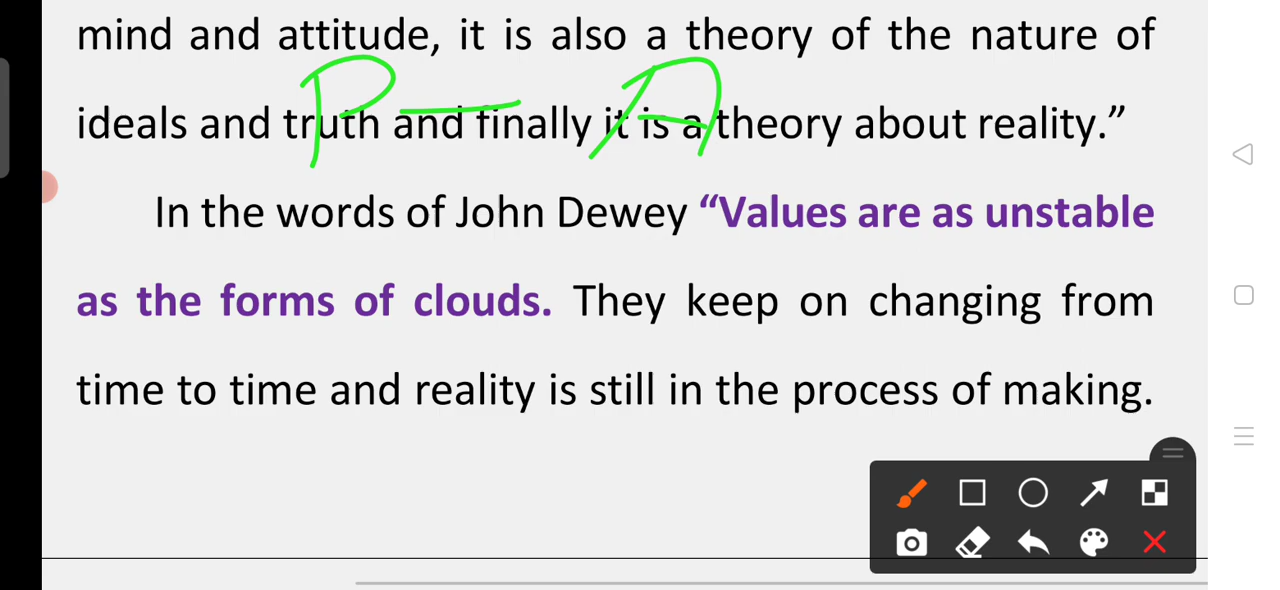 mind and attitude, it is also a theory of the nature of
ideals and truth and finally it is a theory about reality.”
P — A
In the words of John Dewey “Values are as unstable
as the forms of clouds. They keep on changing from
time to time and reality is still in the process of making.